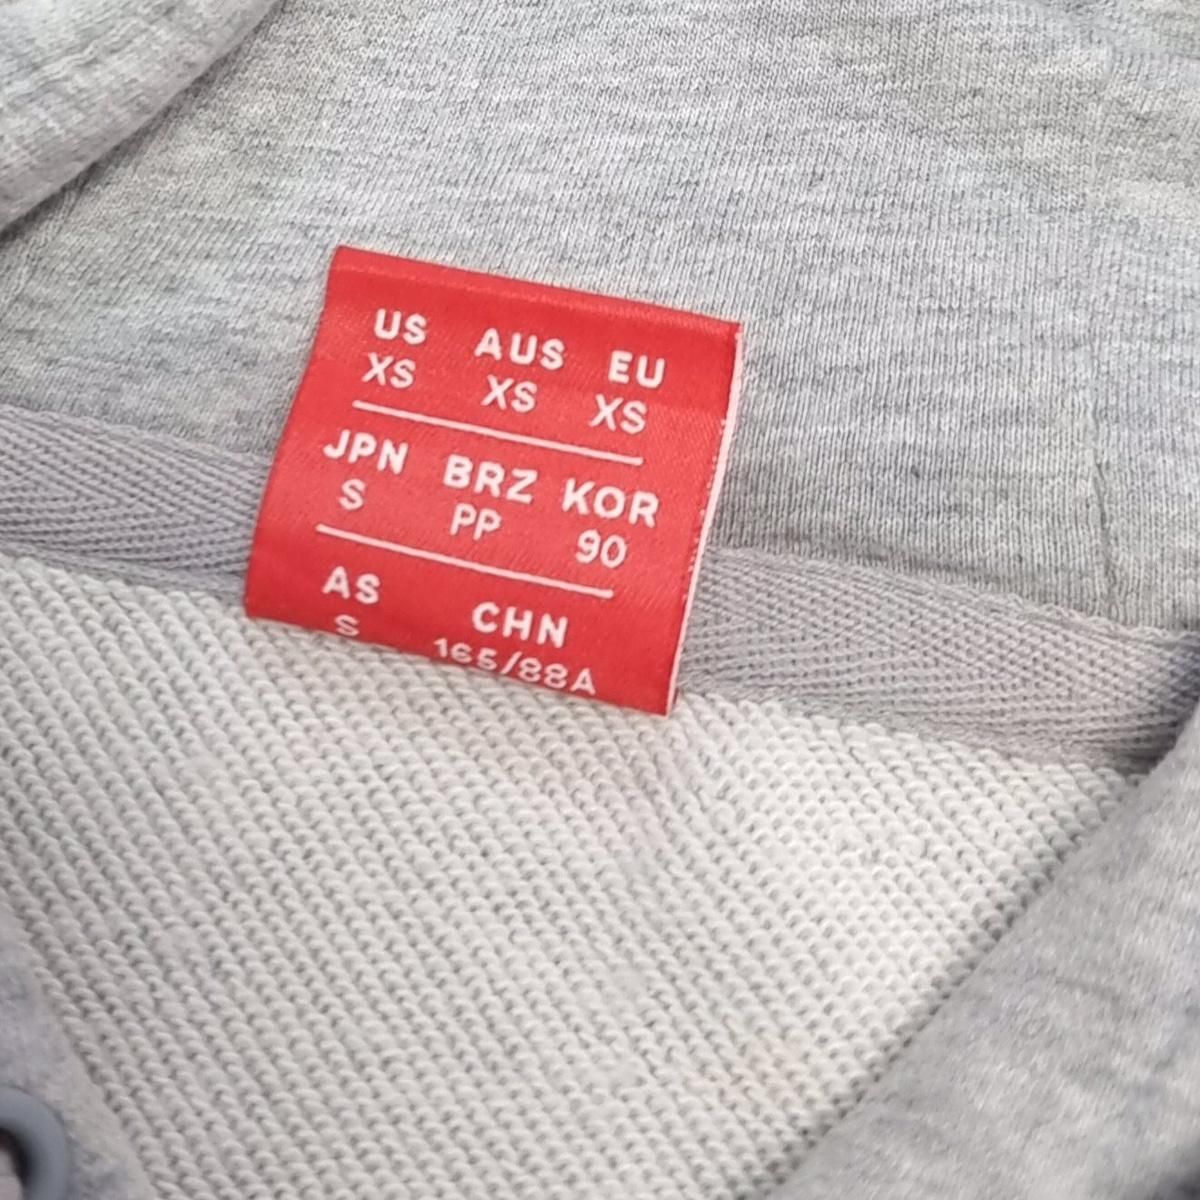 US AUS EU
XS XS XS
JPN BRZ KOR
S PP 90
AS CHN
S 165/88A